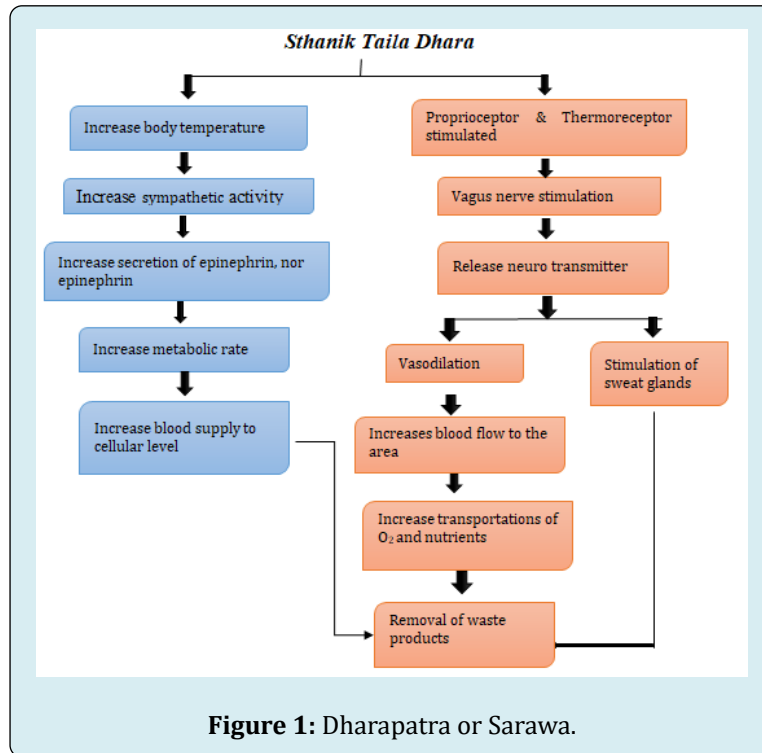 Sthanik Taila Dhara
Increase body temperature
Increase sympathetic activity
Increase secretion of epinephrin, nor
epinephrin
Increase metabolic rate
Increase blood supply to
cellular level
Proprioceptor & Thermoreceptor
stimulated
Vagus nerve stimulation
Release neuro transmitter
Vasodilation
Stimulation of
sweat glands
Increases blood flow to the
area
Increase transportations of
O₂ and nutrients
Removal of waste
products
Figure 1: Dharapatra or Sarawa.